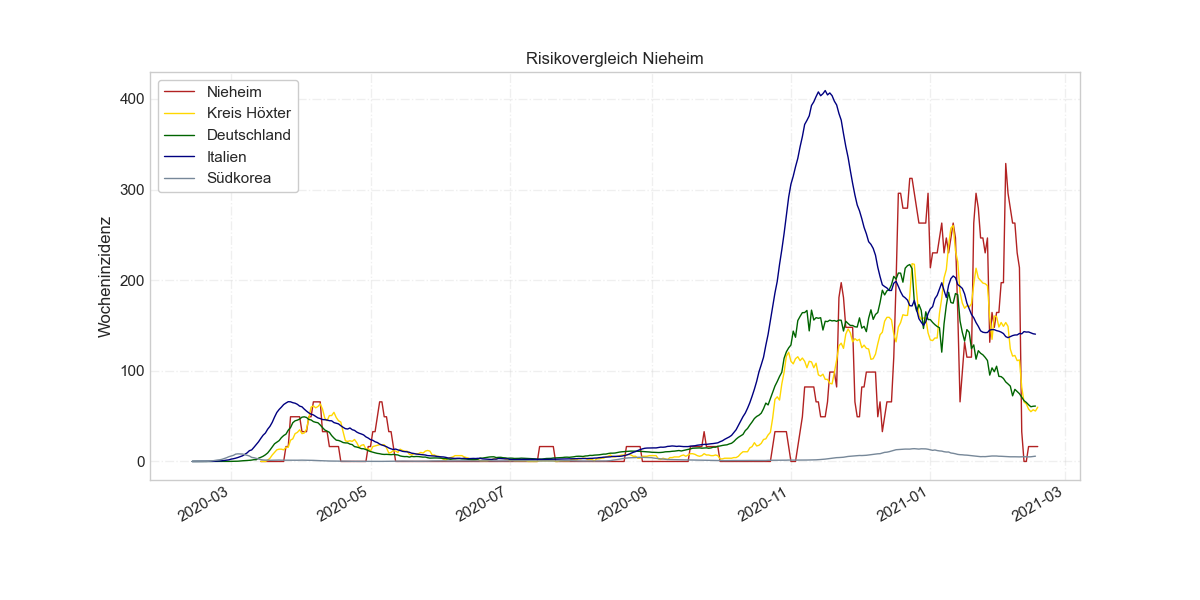 Risikovergleich Nieheim
Nieheim
Kreis Höxter
Deutschland
Italien
Südkorea
Wocheninzidenz
400
300
200
100
0
2020-03
2020-05
2020-07
2020-09
2020-11
2021-01
2021-03